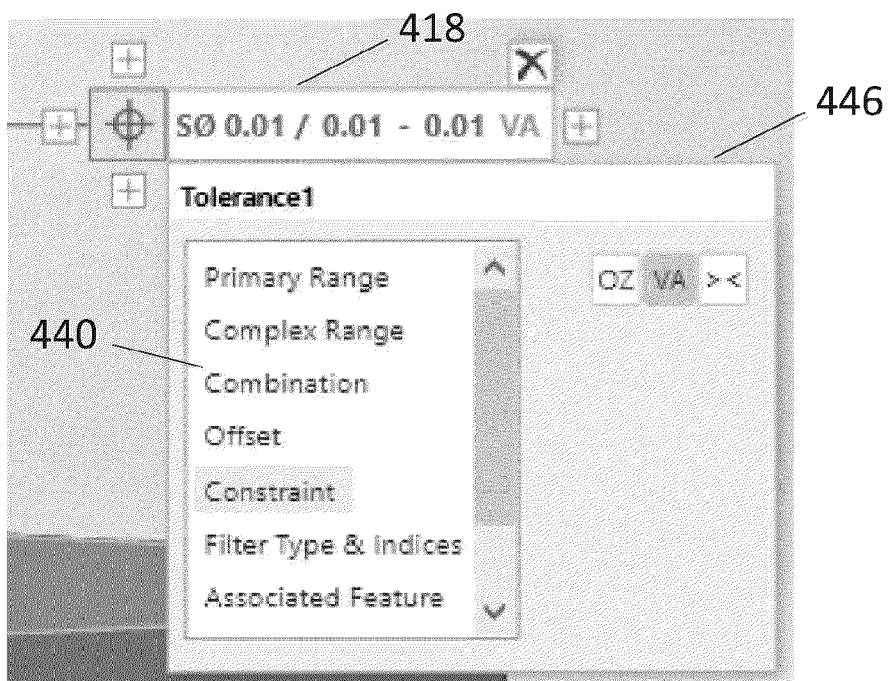 418
SØ 0.01 / 0.01 - 0.01 VA
446
Tolerance1
Primary Range
OZ VA ><
Complex Range
440
Combination
Offset
Constraint
Filter Type & Indices
Associated Feature